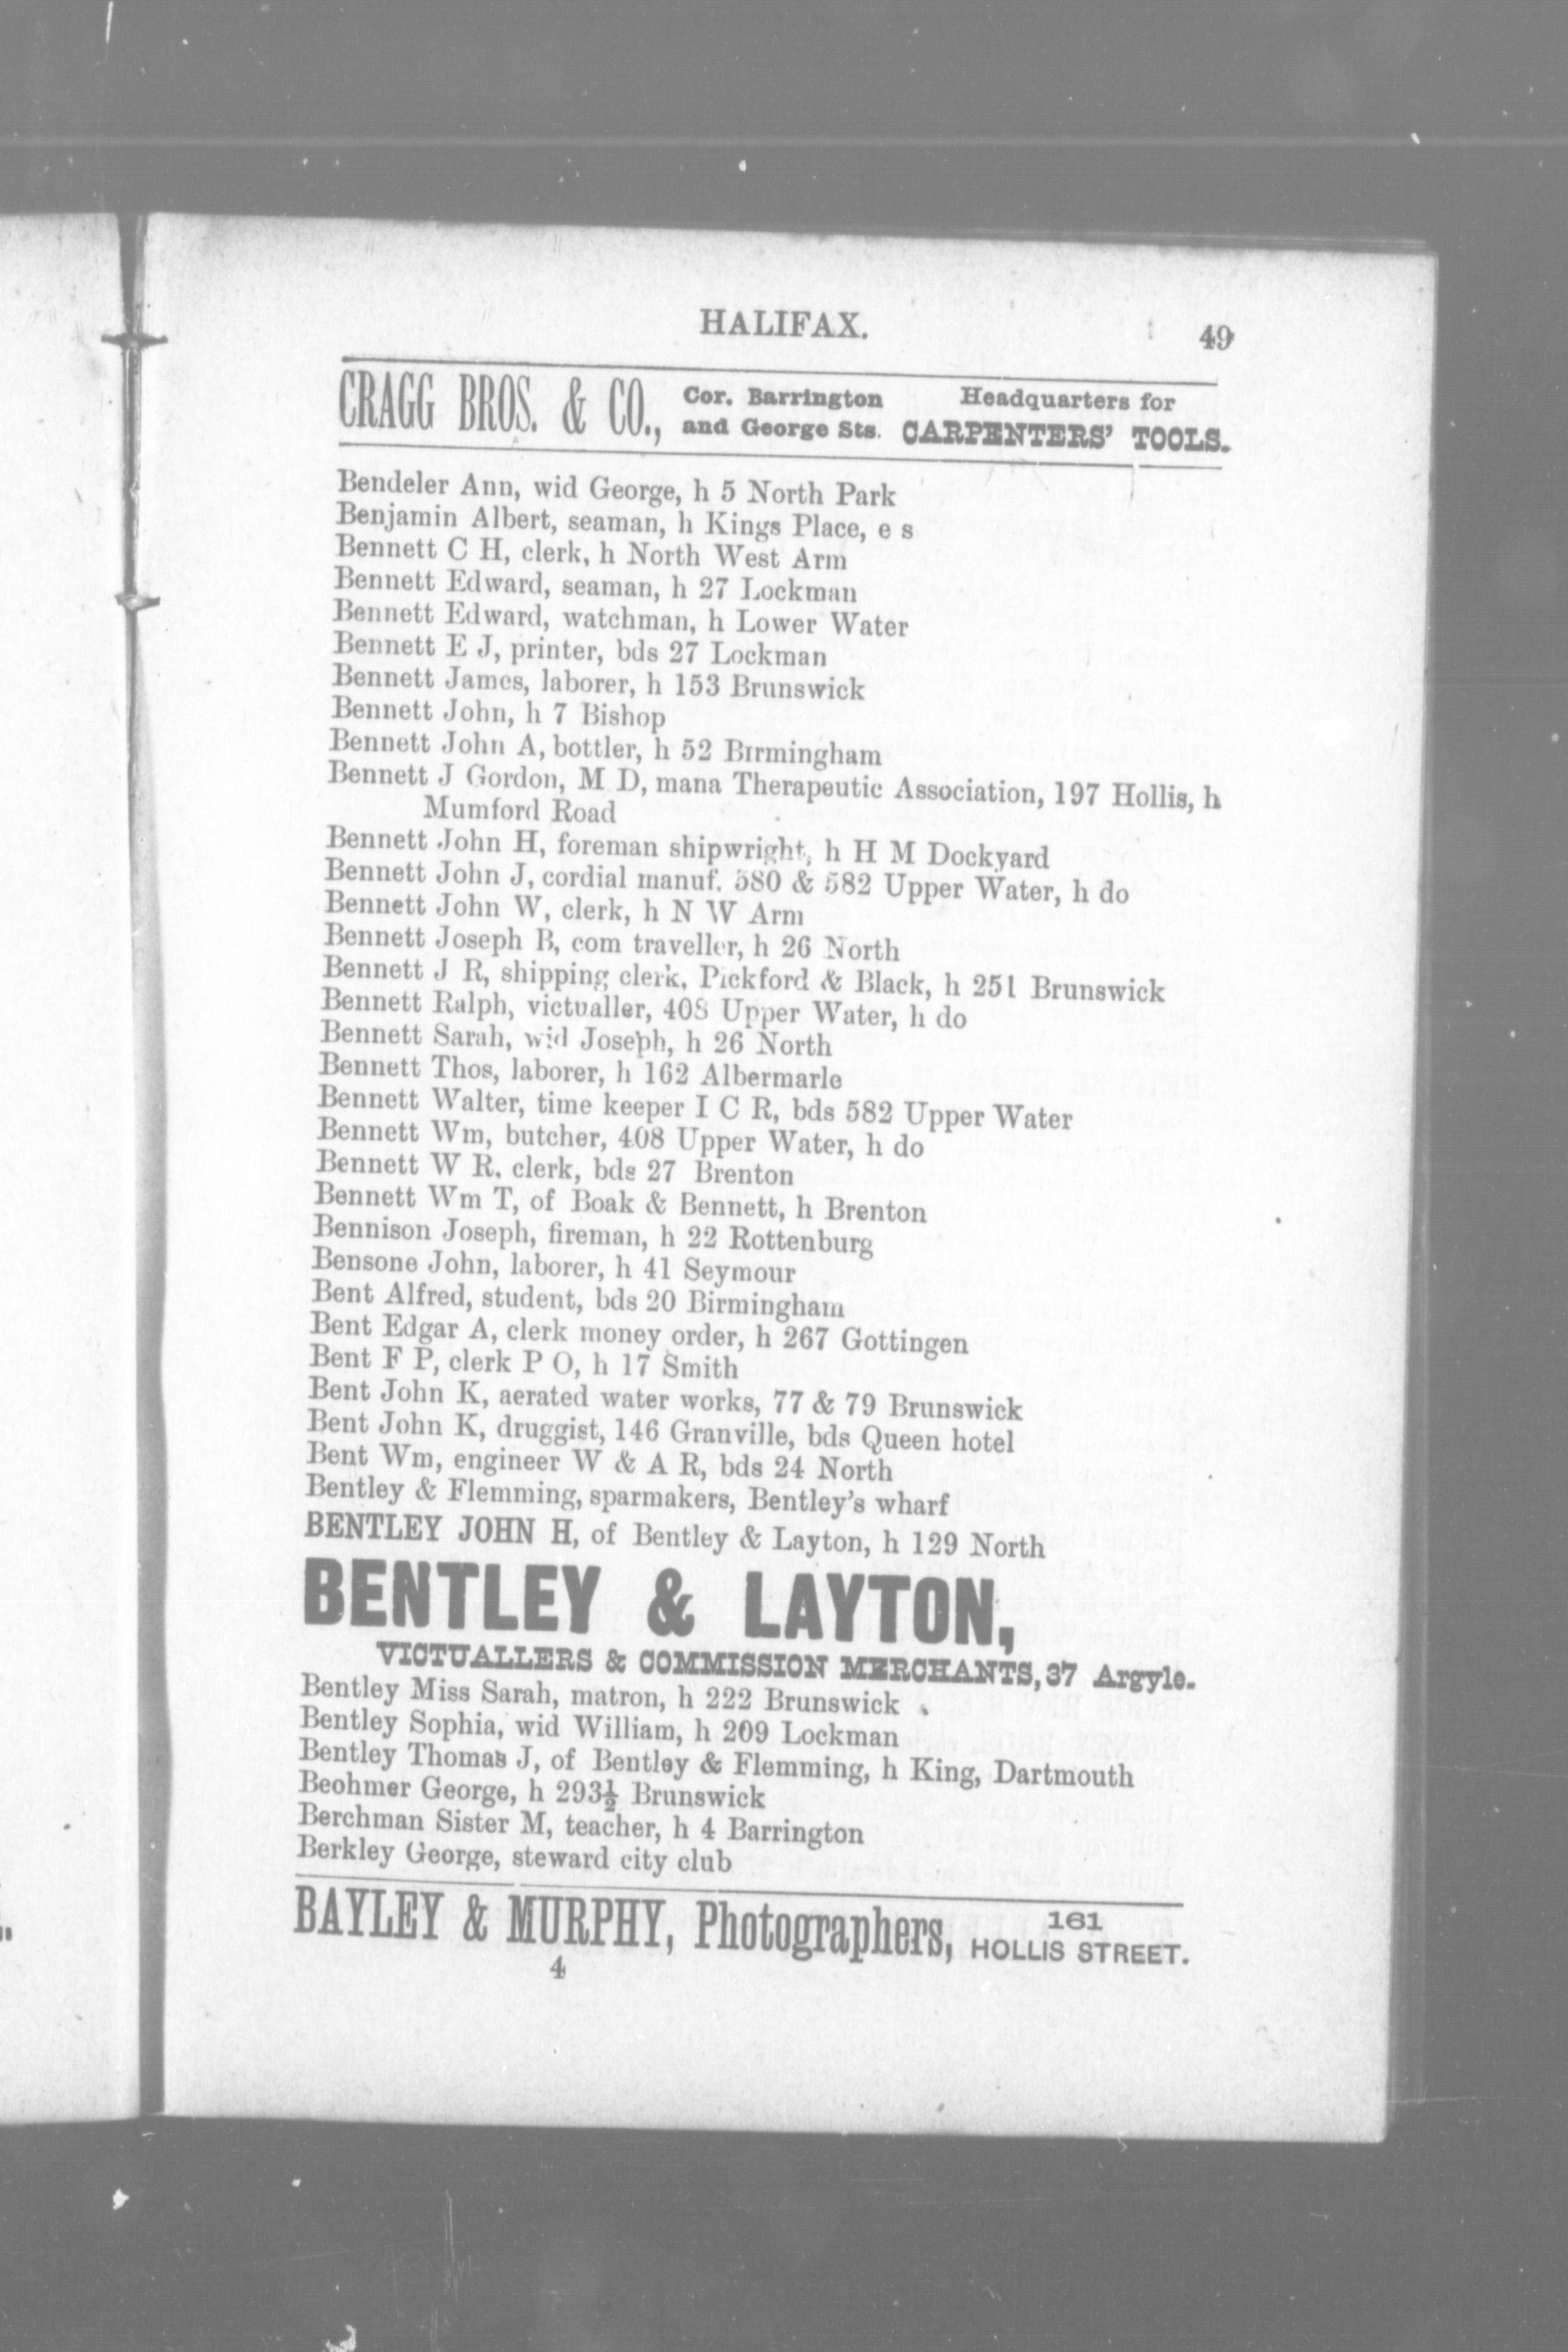 HALIFAX. 49
CRAGG BROS. & CO., Cor. Barrington and George Sts. Headquarters for CARPENTERS' TOOLS.
Bendeler Ann, wid George, h 5 North Park
Benjamin Albert, seaman, h Kings Place, e s
Bennett C H, clerk, h North West Arm
Bennett Edward, seaman, h 27 Lockman
Bennett Edward, watchman, h Lower Water
Bennett E J, printer, bds 27 Lockman
Bennett James, laborer, h 153 Brunswick
Bennett John, h 7 Bishop
Bennett John A, bottler, h 52 Birmingham
Bennett J Gordon, M D, mana Therapeutic Association, 197 Hollis, h
Mumford Road
Bennett John H, foreman shipwright, h H M Dockyard
Bennett John J, cordial manuf. 580 & 582 Upper Water, h do
Bennett John W, clerk, h N W Arm
Bennett Joseph B, com traveller, h 26 North
Bennett J R, shipping clerk, Pickford & Black, h 251 Brunswick
Bennett Ralph, victualler, 408 Upper Water, h do
Bennett Sarah, wid Joseph, h 26 North
Bennett Thos, laborer, h 162 Albermarle
Bennett Walter, time keeper I C R, bds 582 Upper Water
Bennett Wm, butcher, 408 Upper Water, h do
Bennett W R. clerk, bds 27 Brenton
Bennett Wm T, of Boak & Bennett, h Brenton
Bennison Joseph, fireman, h 22 Rottenburg
Bensone John, laborer, h 41 Seymour
Bent Alfred, student, bds 20 Birmingham
Bent Edgar A, clerk money order, h 267 Gottingen
Bent F P, clerk P O, h 17 Smith
Bent John K, aerated water works, 77 & 79 Brunswick
Bent John K, druggist, 146 Granville, bds Queen hotel
Bent Wm, engineer W & A R, bds 24 North
Bentley & Flemming, sparmakers, Bentley's wharf
BENTLEY JOHN H, of Bentley & Layton, h 129 North
BENTLEY & LAYTON,
VICTUALLERS & COMMISSION MERCHANTS, 37 Argyle.
Bentley Miss Sarah, matron, h 222 Brunswick
Bentley Sophia, wid William, h 209 Lockman
Bentley Thomas J, of Bentley & Flemming, h King, Dartmouth
Beohmer George, h 293½ Brunswick
Berchman Sister M, teacher, h 4 Barrington
Berkley George, steward city club
BAYLEY & MURPHY, Photographers, 161 HOLLIS STREET.
4